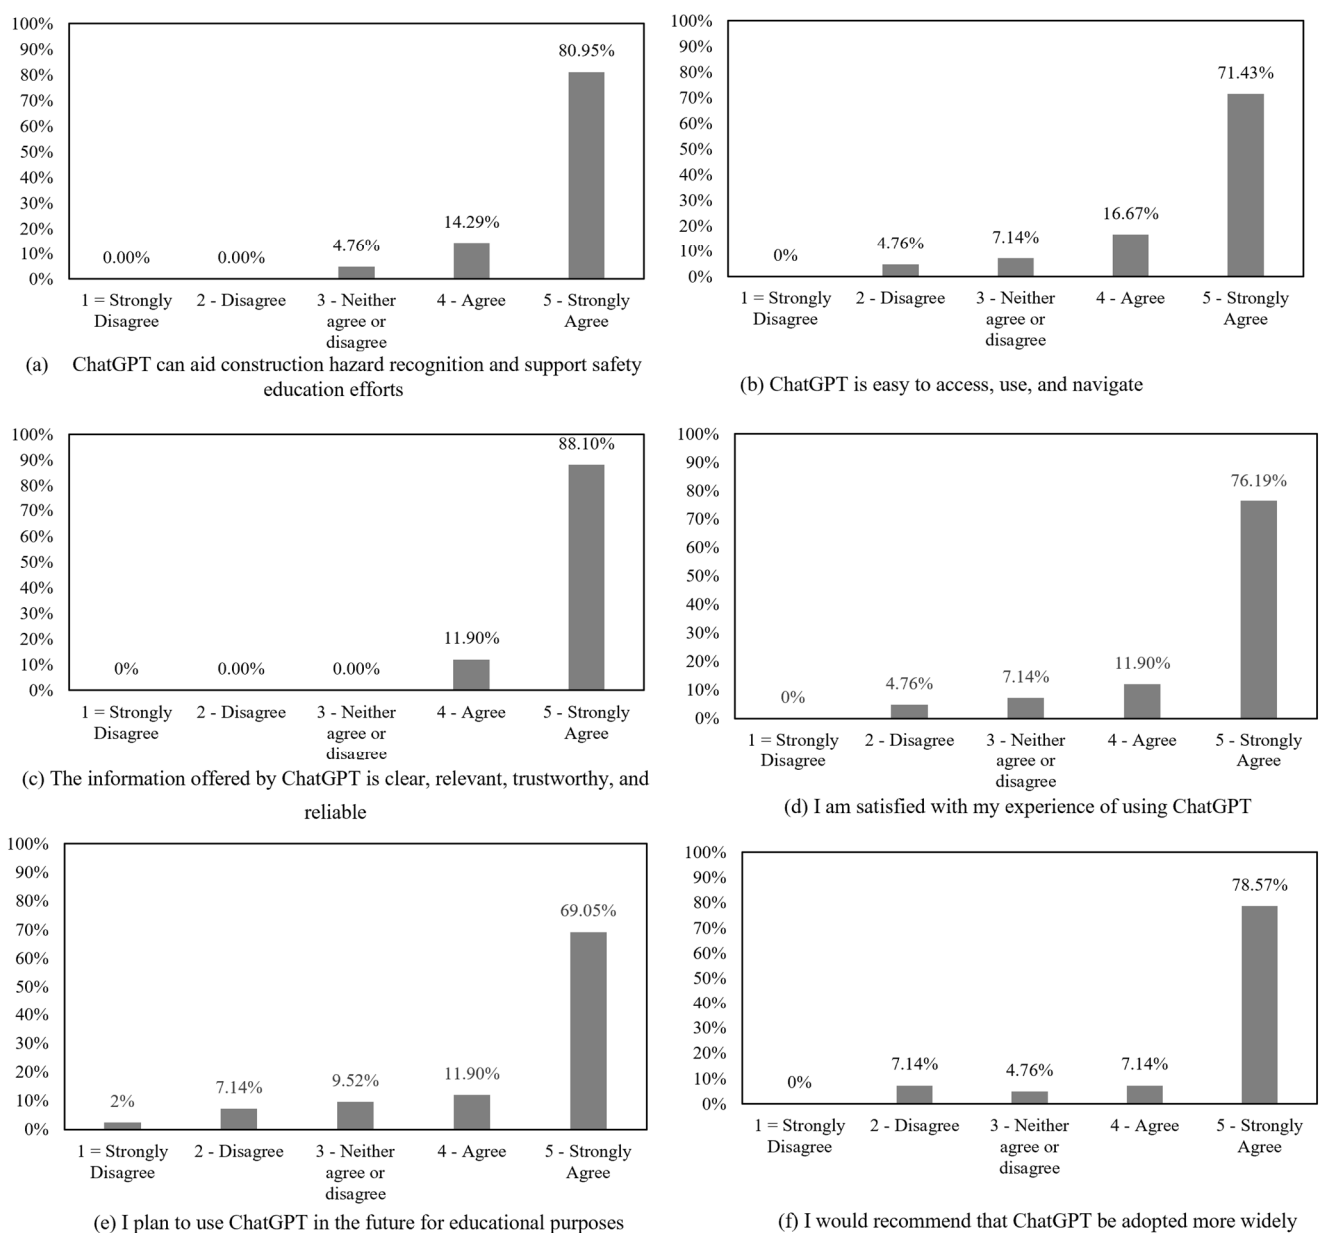 100%
90%
80%
70%
60%
50%
40%
30%
20%
10%
0%
0.00%
0.00%
4.76%
14.29%
80.95%
1 = Strongly
Disagree
2 - Disagree
3 - Neither
agree or
disagree
4 - Agree
5 - Strongly
Agree
(a) ChatGPT can aid construction hazard recognition and support safety
education efforts
100%
90%
80%
70%
60%
50%
40%
30%
20%
10%
0%
0%
4.76%
7.14%
16.67%
71.43%
1 = Strongly
Disagree
2 - Disagree
3 - Neither
agree or
disagree
4 - Agree
5 - Strongly
Agree
(b) ChatGPT is easy to access, use, and navigate
100%
90%
80%
70%
60%
50%
40%
30%
20%
10%
0%
0%
0.00%
0.00%
11.90%
88.10%
1 = Strongly
Disagree
2 - Disagree
3 - Neither
agree or
disagree
4 - Agree
5 - Strongly
Agree
(c) The information offered by ChatGPT is clear, relevant, trustworthy, and
reliable
100%
90%
80%
70%
60%
50%
40%
30%
20%
10%
0%
0%
4.76%
7.14%
11.90%
76.19%
1 = Strongly
Disagree
2 - Disagree
3 - Neither
agree or
disagree
4 - Agree
5 - Strongly
Agree
(d) I am satisfied with my experience of using ChatGPT
100%
90%
80%
70%
60%
50%
40%
30%
20%
10%
0%
2%
7.14%
9.52%
11.90%
69.05%
1 = Strongly
Disagree
2 - Disagree
3 - Neither
agree or
disagree
4 - Agree
5 - Strongly
Agree
(e) I plan to use ChatGPT in the future for educational purposes
100%
90%
80%
70%
60%
50%
40%
30%
20%
10%
0%
0%
7.14%
4.76%
7.14%
78.57%
1 = Strongly
Disagree
2 - Disagree
3 - Neither
agree or
disagree
4 - Agree
5 - Strongly
Agree
(f) I would recommend that ChatGPT be adopted more widely